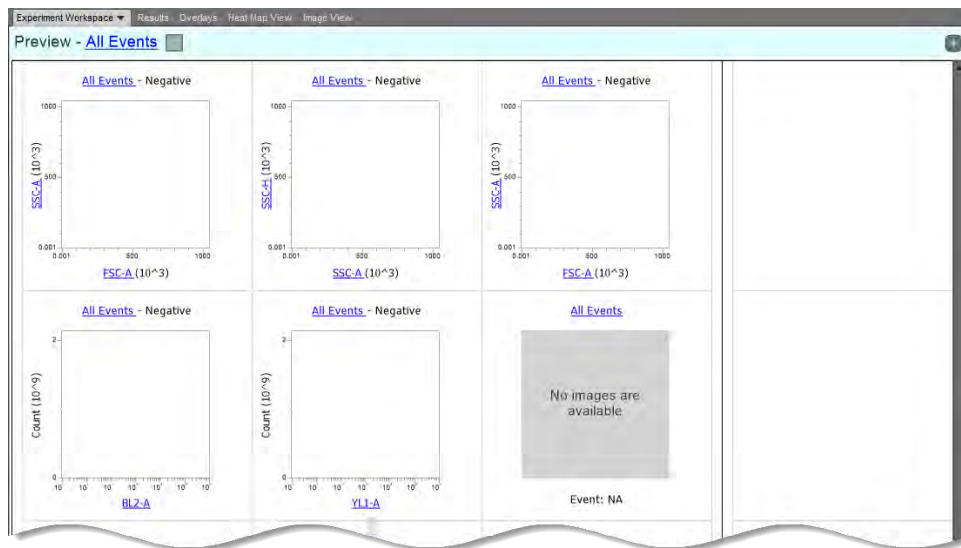 Experiment Workspace Results Overlays Heat Map View Image View
Preview - All Events
All Events - Negative
1000
500
0.001
SSC-A (10^3)
0.001 500 1000
FSC-A (10^3)
All Events - Negative
1000
500
0.001
SSC-H (10^3)
0.001 500 1000
SSC-A (10^3)
All Events - Negative
1000
500
0.001
SSC-A (10^3)
0.001 500 1000
FSC-A (10^3)
All Events - Negative
2
0
Count (10^9)
BL2-A
All Events - Negative
2
0
Count (10^9)
YL1-A
All Events
No images are
available
Event: NA